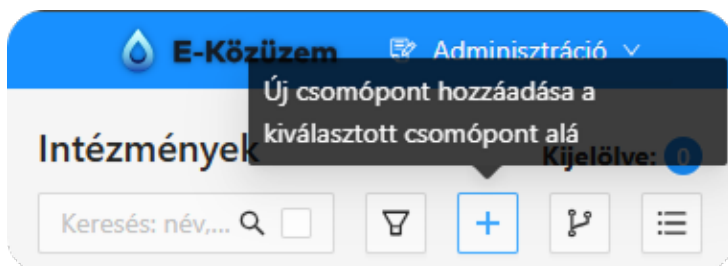 E-Közüzem Adminisztráció
Új csomópont hozzáadása a
kiválasztott csomópont alá
Intézmények
Kijelölve: 0
Keresés: név,...